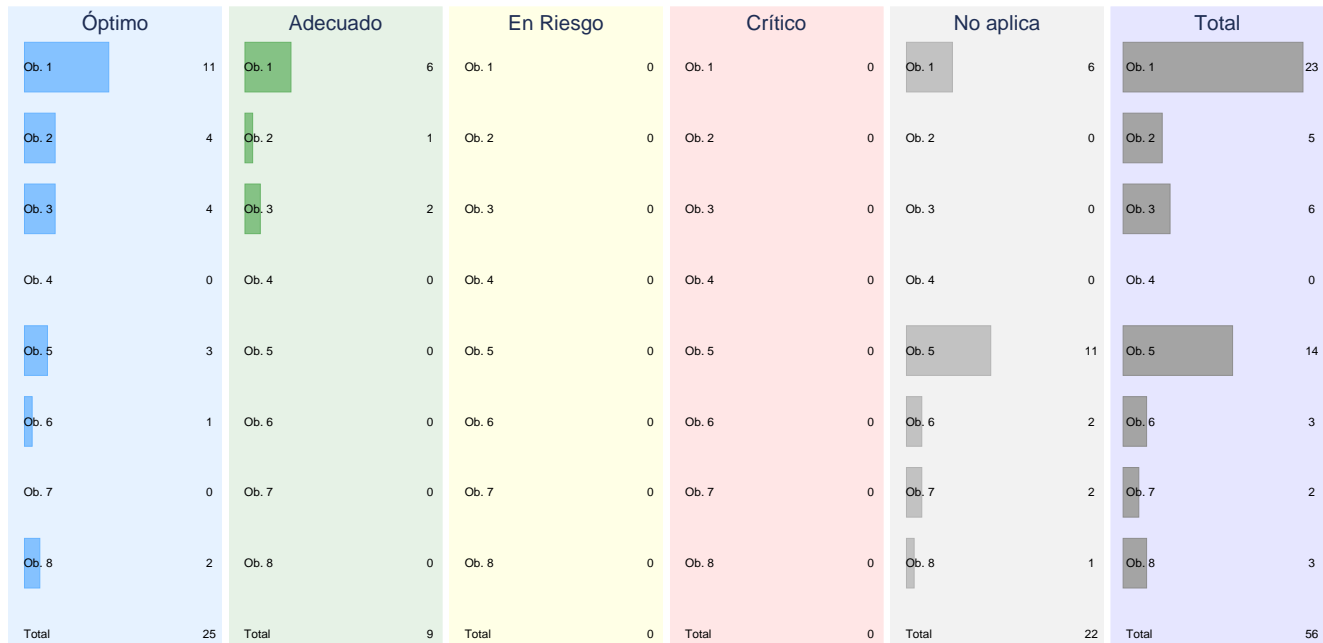 Óptimo Adecuado En Riesgo Crítico No aplica Total
Ob. 1 11 Ob. 1 6 Ob. 1 0 Ob. 1 0 Ob. 1 6 Ob. 1 23
Ob. 2 4 Ob. 2 1 Ob. 2 0 Ob. 2 0 Ob. 2 0 Ob. 2 5
Ob. 3 4 Ob. 3 2 Ob. 3 0 Ob. 3 0 Ob. 3 0 Ob. 3 6
Ob. 4 0 Ob. 4 0 Ob. 4 0 Ob. 4 0 Ob. 4 0 Ob. 4 0
Ob. 5 3 Ob. 5 0 Ob. 5 0 Ob. 5 0 Ob. 5 11 Ob. 5 14
Ob. 6 1 Ob. 6 0 Ob. 6 0 Ob. 6 0 Ob. 6 2 Ob. 6 3
Ob. 7 0 Ob. 7 0 Ob. 7 0 Ob. 7 0 Ob. 7 2 Ob. 7 2
Ob. 8 2 Ob. 8 0 Ob. 8 0 Ob. 8 0 Ob. 8 1 Ob. 8 3
Total 25 Total 9 Total 0 Total 0 Total 22 Total 56